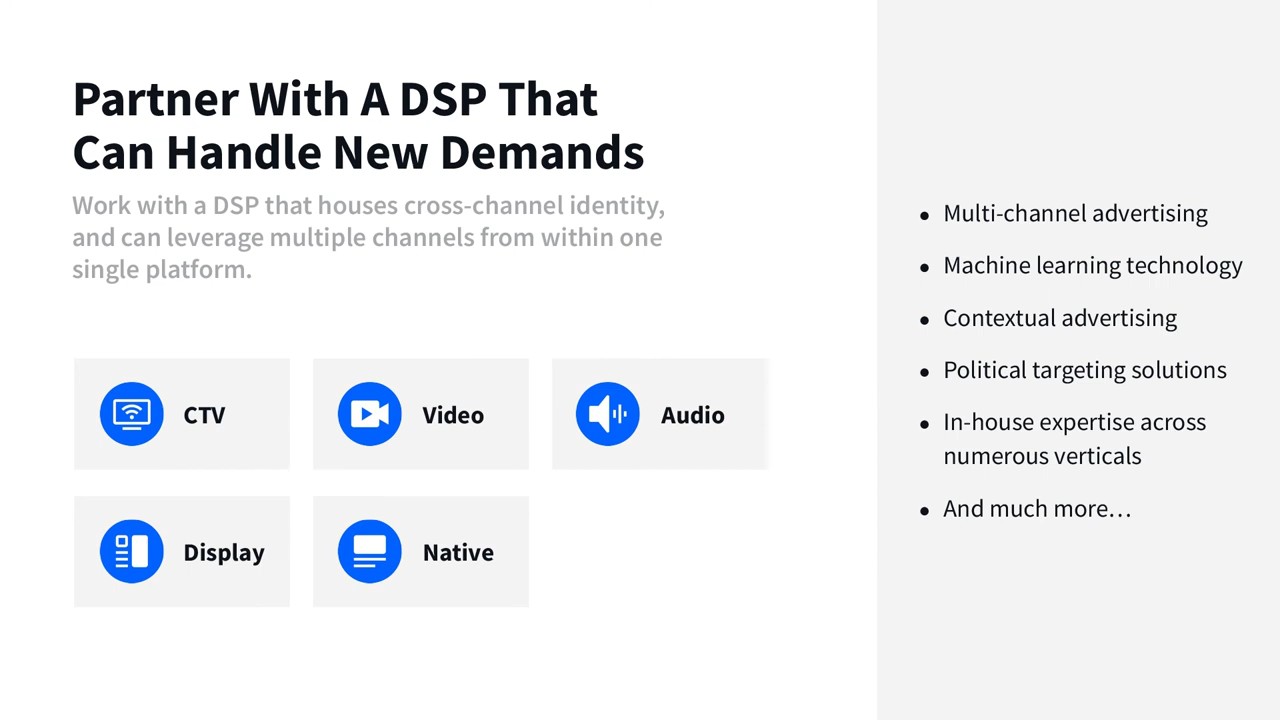 Partner With A DSP That
Can Handle New Demands
Work with a DSP that houses cross-channel identity,
and can leverage multiple channels from within one
single platform.
CTV
Video
Audio
Display
Native
• Multi-channel advertising
• Machine learning technology
• Contextual advertising
• Political targeting solutions
• In-house expertise across
numerous verticals
• And much more…